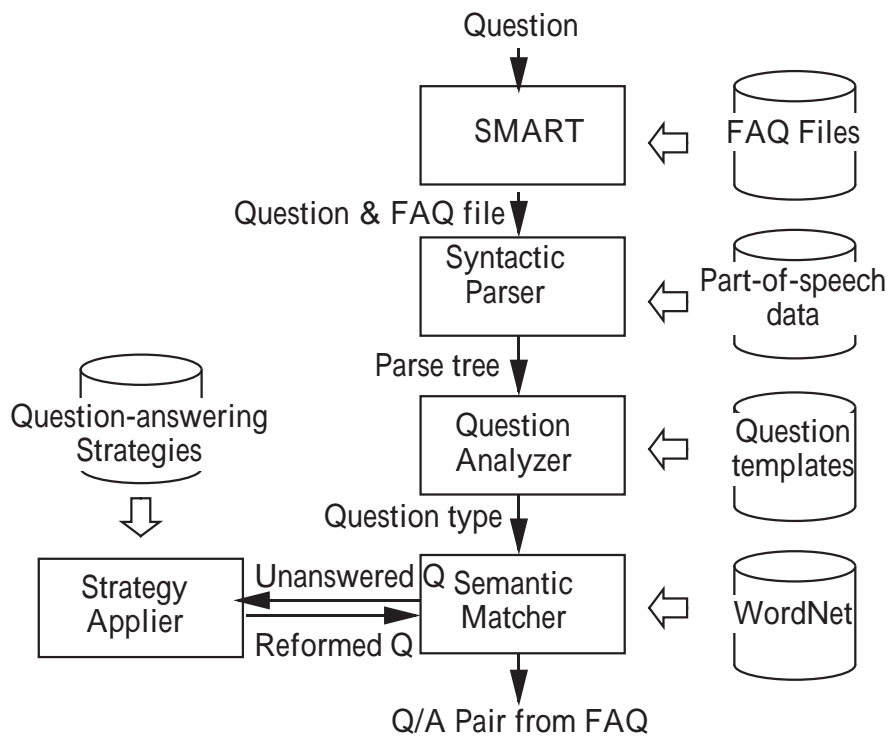 Question
SMART
FAQ Files
Question & FAQ file
Syntactic
Parser
Part-of-speech
data
Parse tree
Question-answering
Strategies
Question
Analyzer
Question
templates
Question type
Strategy
Applier
Unanswered Q
Reformed Q
Semantic
Matcher
WordNet
Q/A Pair from FAQ